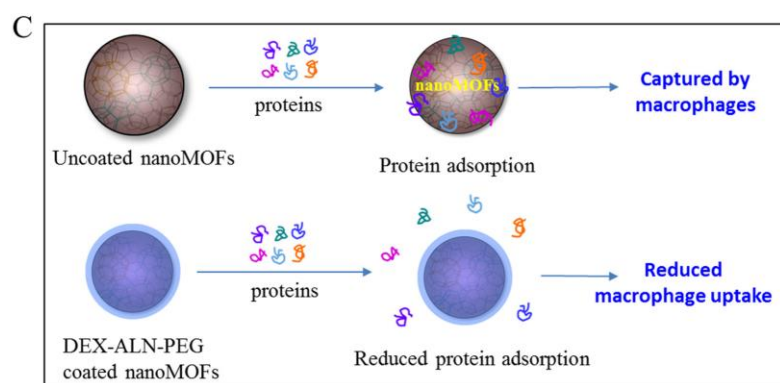 C
proteins
nanoMOFs
Captured by
macrophages
Uncoated nanoMOFs
Protein adsorption
proteins
Reduced
macrophage uptake
DEX-ALN-PEG
coated nanoMOFs
Reduced protein adsorption